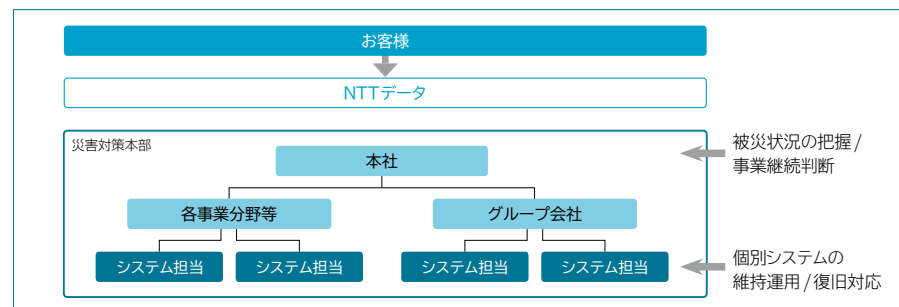 お客様
NTTデータ
災害対策本部
本社
被災状況の把握/
事業継続判断
各事業分野等
グループ会社
システム担当
システム担当
システム担当
システム担当
個別システムの
維持運用/復旧対応